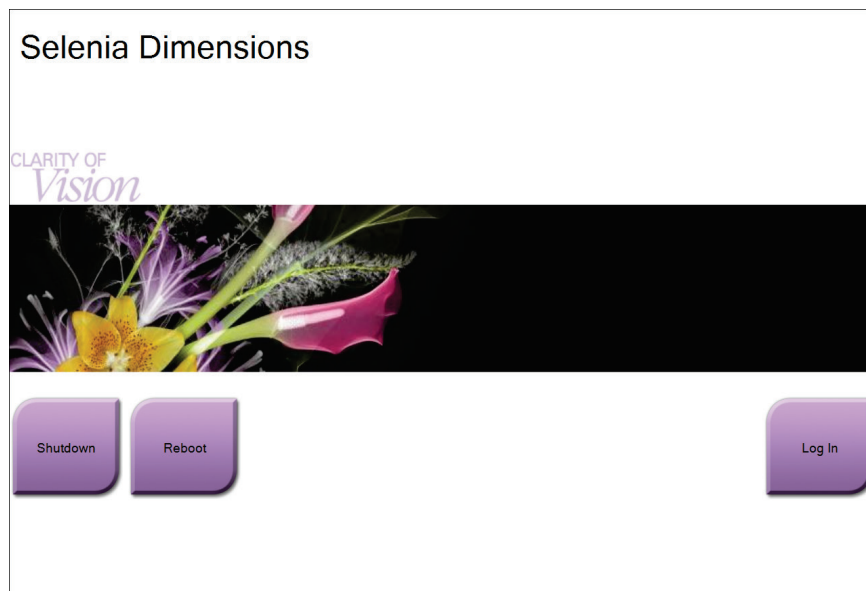 Selenia Dimensions
CLARITY OF
Vision
Shutdown
Reboot
Log In